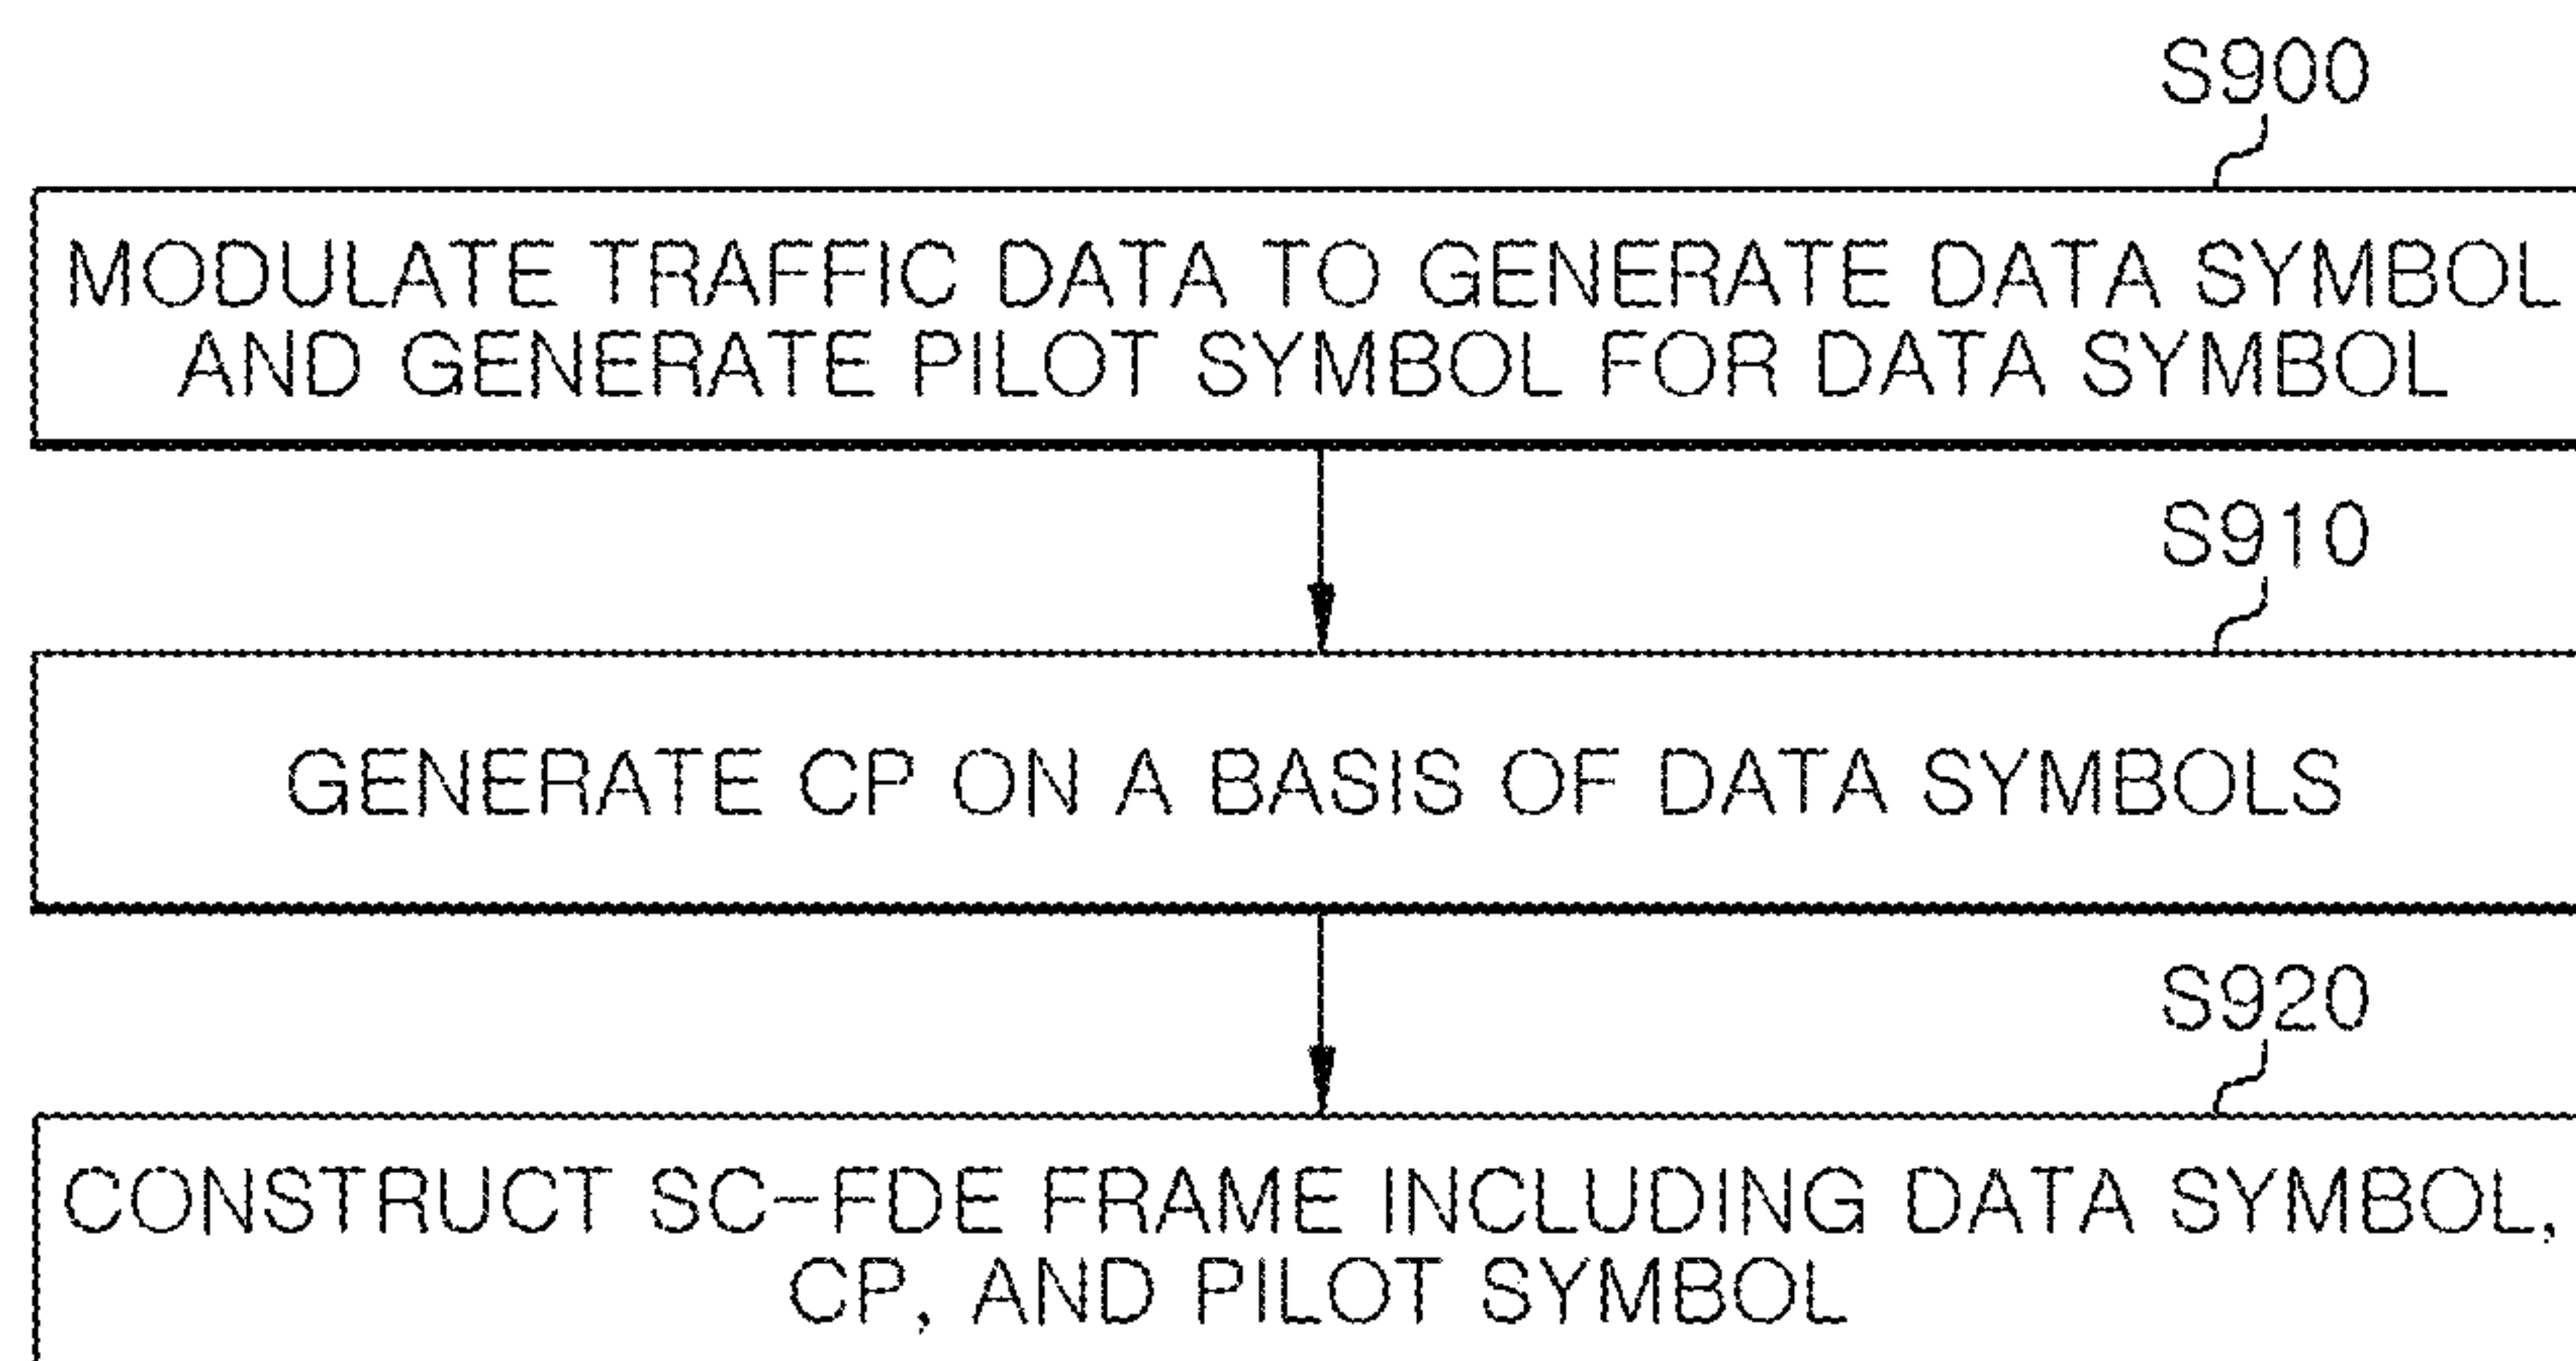 S900
MODULATE TRAFFIC DATA TO GENERATE DATA SYMBOL
AND GENERATE PILOT SYMBOL FOR DATA SYMBOL
S910
GENERATE CP ON A BASIS OF DATA SYMBOLS
S920
CONSTRUCT SC-FDE FRAME INCLUDING DATA SYMBOL,
CP, AND PILOT SYMBOL